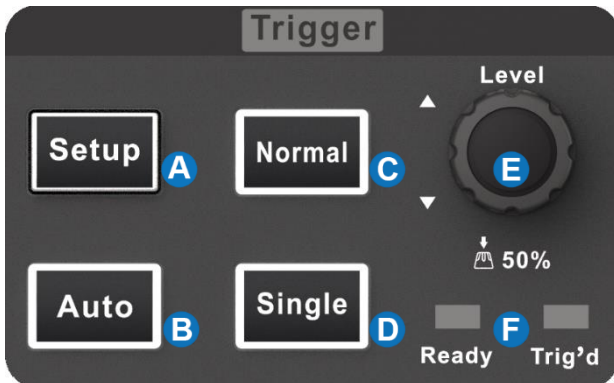 Trigger
Level
Setup A
Normal C
E
50%
Auto B
Single D
F
Ready Trig’d